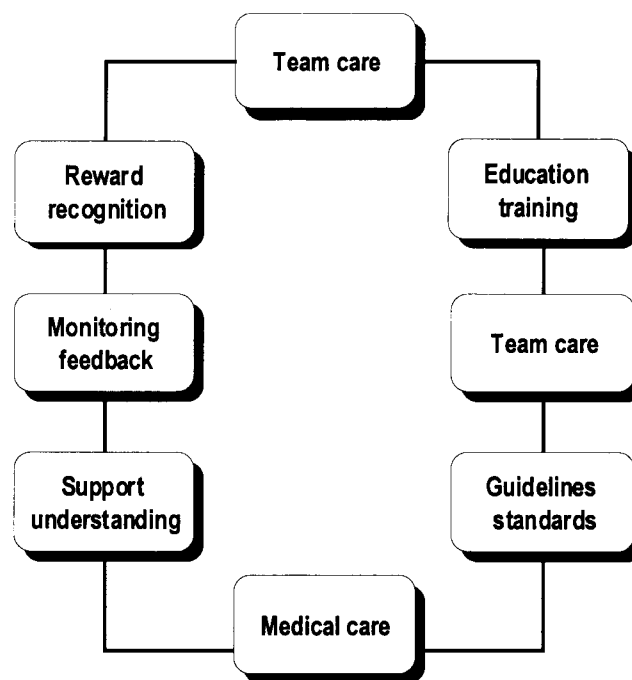 Team care
Reward
recognition
Education
training
Monitoring
feedback
Team care
Support
understanding
Guidelines
standards
Medical care